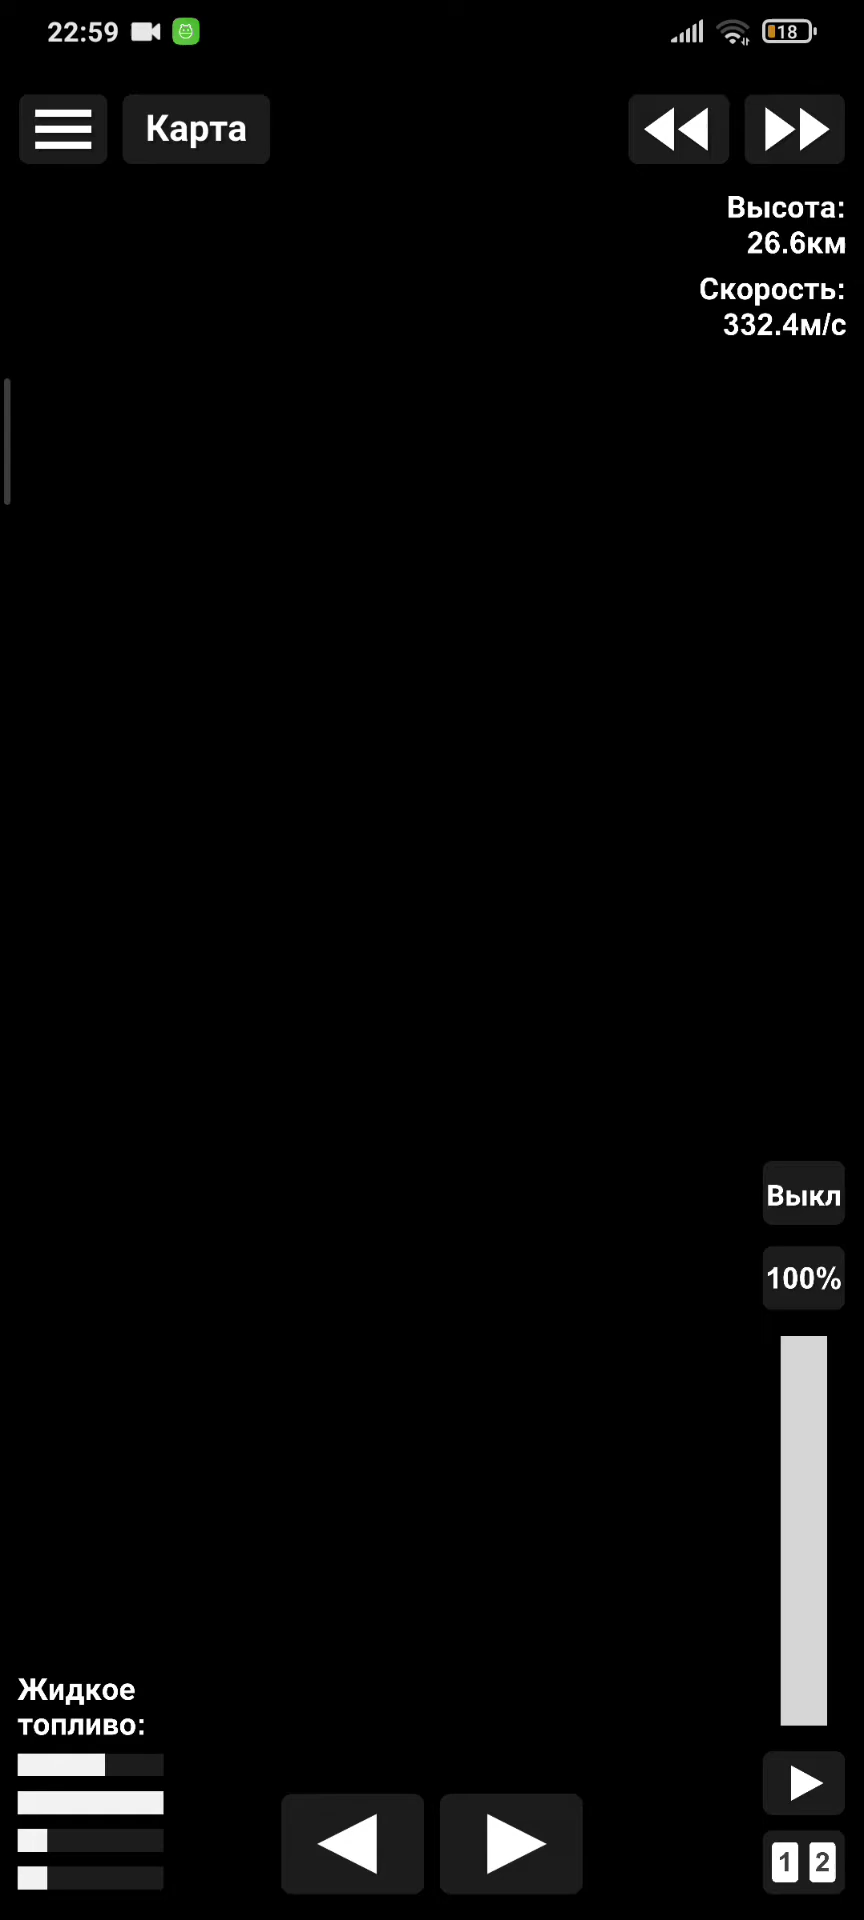 22:59
18
Карта
Высота:
26.6км
Скорость:
332.4м/с
Выкл
100%
Жидкое
топливо:
1 2